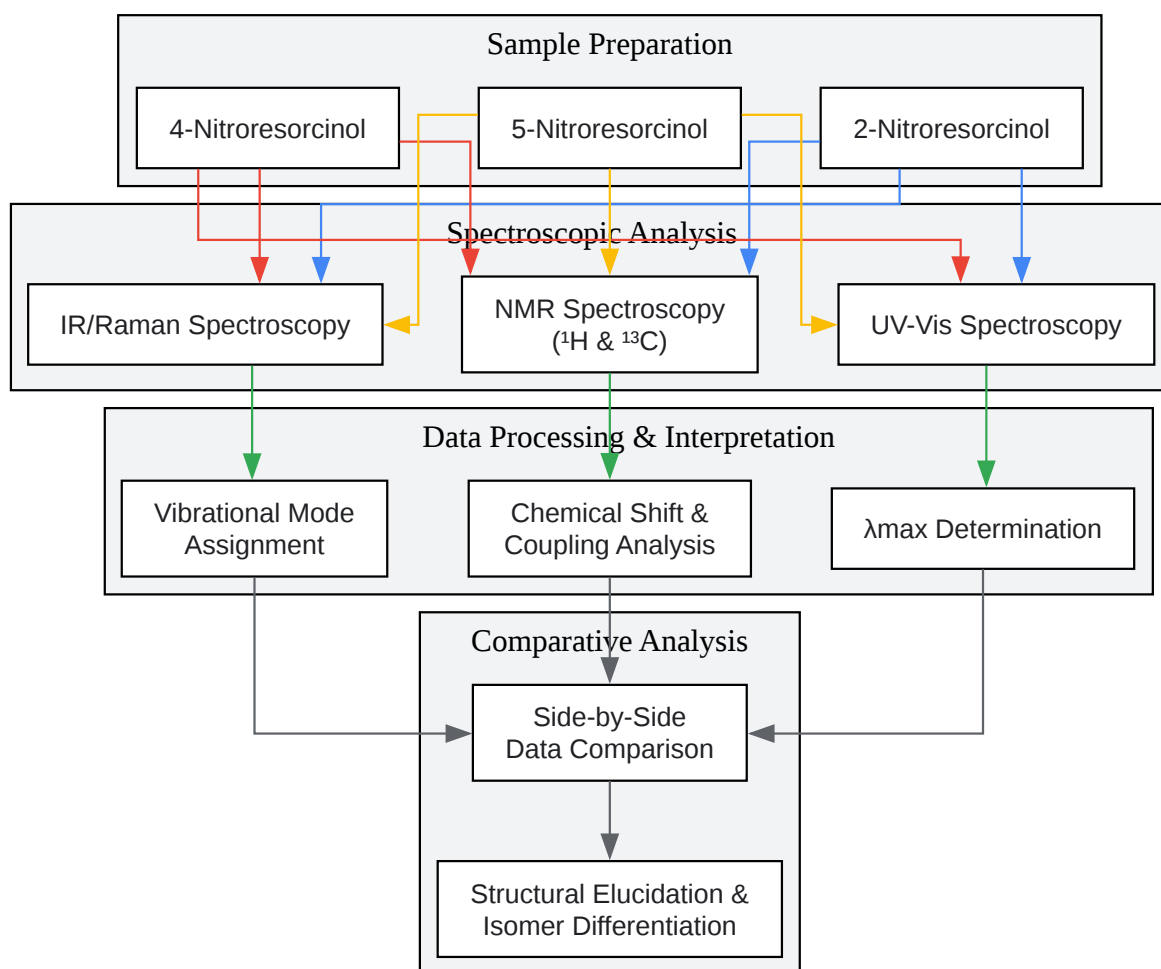 Sample Preparation
4-Nitroresorcinol
5-Nitroresorcinol
2-Nitroresorcinol
Spectroscopic Analysis
IR/Raman Spectroscopy
NMR Spectroscopy
(¹H & ¹³C)
UV-Vis Spectroscopy
Data Processing & Interpretation
Vibrational Mode
Assignment
Chemical Shift &
Coupling Analysis
λmax Determination
Comparative Analysis
Side-by-Side
Data Comparison
Structural Elucidation &
Isomer Differentiation